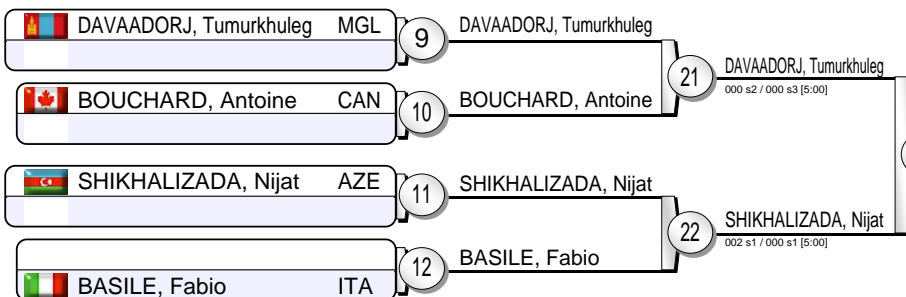 DAVAADORJ, Tumurkhuleg MGL
9
DAVAADORJ, Tumurkhuleg
21
DAVAADORJ, Tumurkhuleg
000 s2 / 000 s3 [5:00]
BOUCHARD, Antoine CAN
10
BOUCHARD, Antoine
SHIKHALIZADA, Nijat AZE
11
SHIKHALIZADA, Nijat
22
SHIKHALIZADA, Nijat
002 s1 / 000 s1 [5:00]
12
BASILE, Fabio
BASILE, Fabio ITA